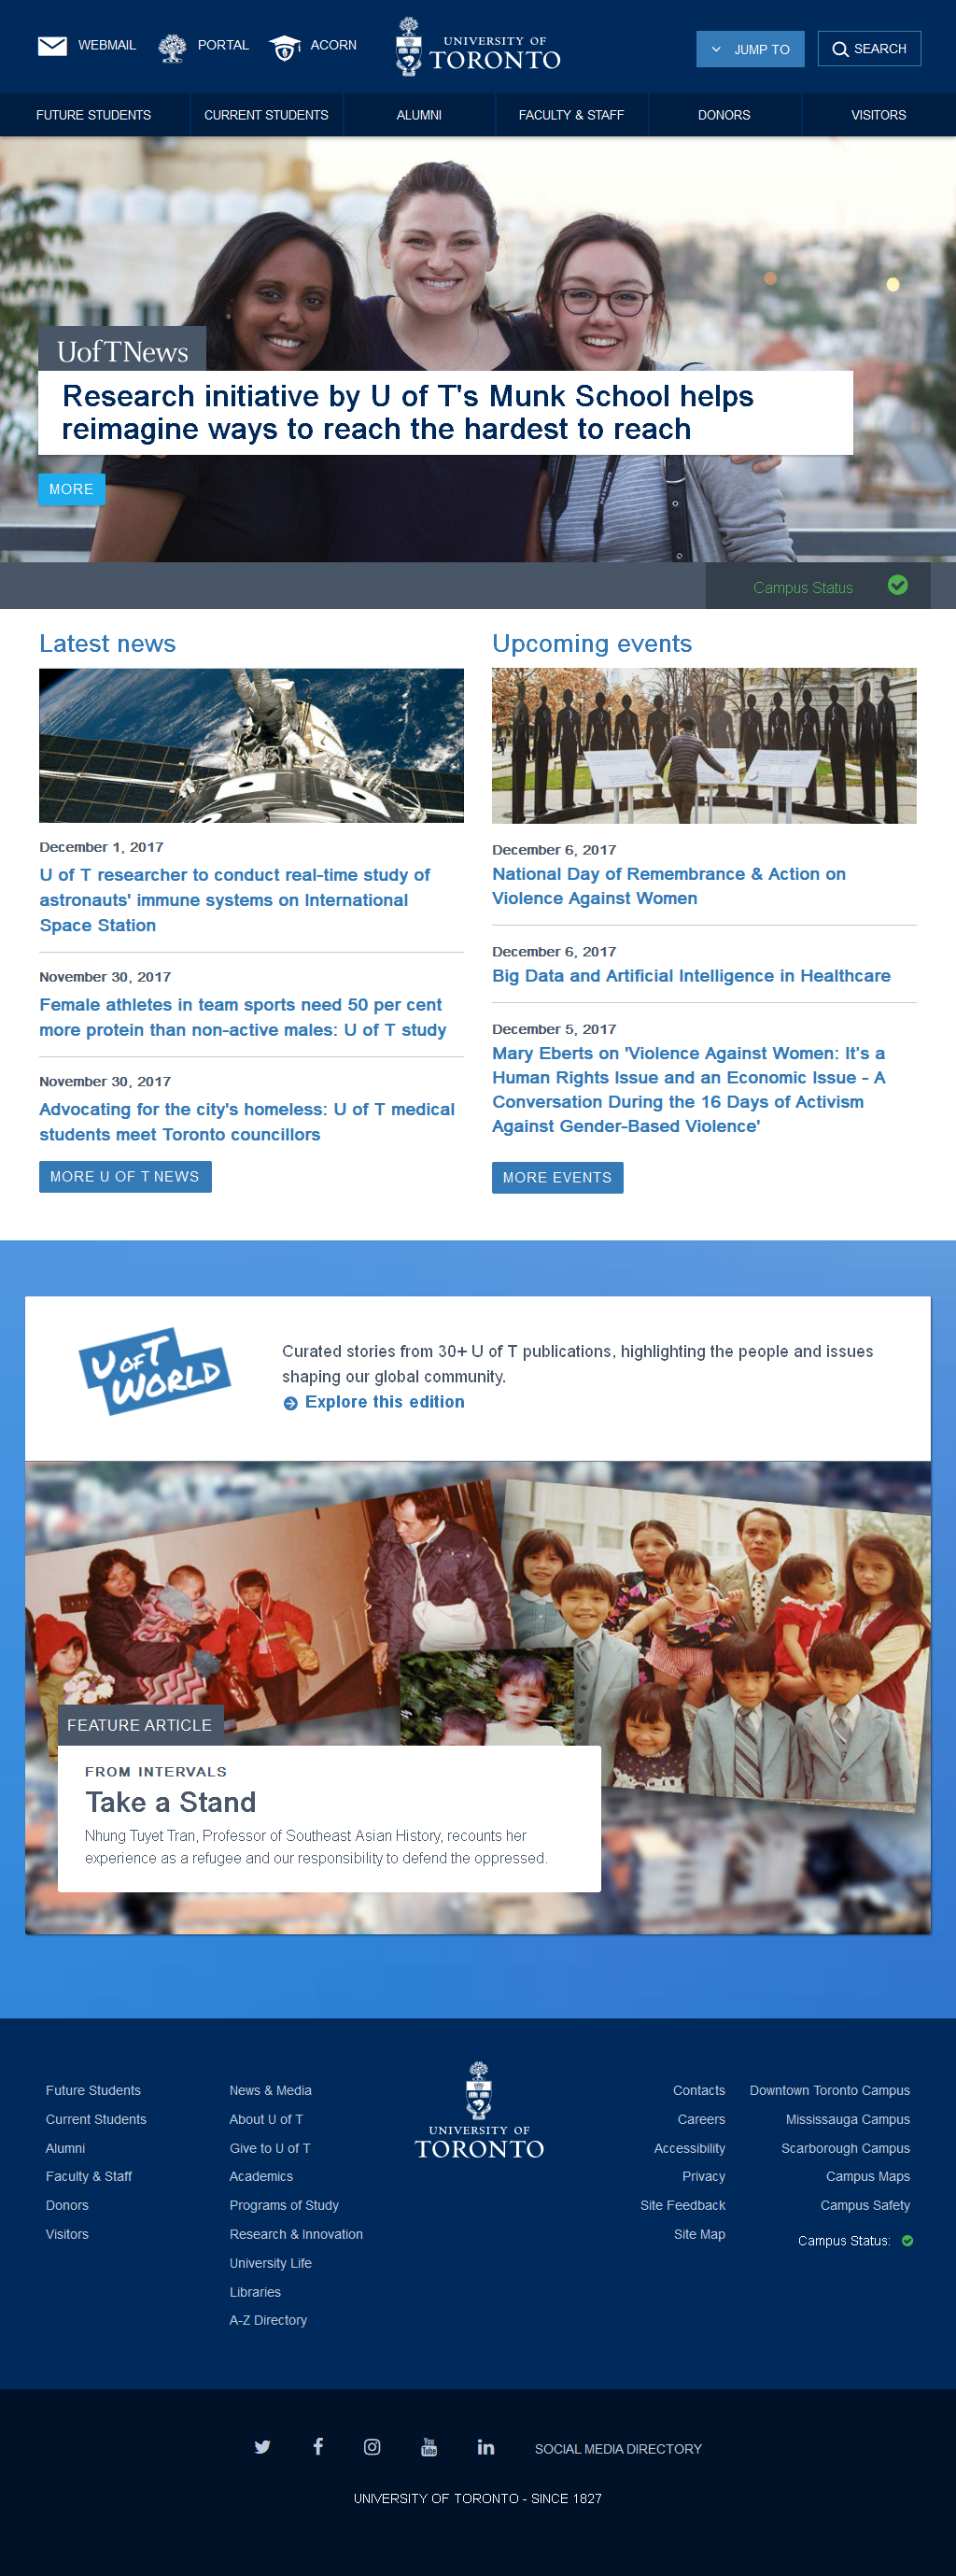 WEBMAIL
PORTAL
ACORN
UNIVERSITY OF
TORONTO
JUMP TO
SEARCH
FUTURE STUDENTS
CURRENT STUDENTS
ALUMNI
FACULTY & STAFF
DONORS
VISITORS
UofTNews
Research initiative by U of T's Munk School helps
reimagine ways to reach the hardest to reach
MORE
Campus Status
Latest news
December 1, 2017
U of T researcher to conduct real-time study of
astronauts' immune systems on International
Space Station
November 30, 2017
Female athletes in team sports need 50 per cent
more protein than non-active males: U of T study
November 30, 2017
Advocating for the city's homeless: U of T medical
students meet Toronto councillors
MORE U OF T NEWS
Upcoming events
December 6, 2017
National Day of Remembrance & Action on
Violence Against Women
December 6, 2017
Big Data and Artificial Intelligence in Healthcare
December 5, 2017
Mary Eberts on 'Violence Against Women: It's a
Human Rights Issue and an Economic Issue - A
Conversation During the 16 Days of Activism
Against Gender-Based Violence'
MORE EVENTS
U OF T
WORLD
Curated stories from 30+ U of T publications, highlighting the people and issues
shaping our global community.
Explore this edition
FEATURE ARTICLE
FROM INTERVALS
Take a Stand
Nhung Tuyet Tran, Professor of Southeast Asian History, recounts her
experience as a refugee and our responsibility to defend the oppressed.
Future Students
Current Students
Alumni
Faculty & Staff
Donors
Visitors
News & Media
About U of T
Give to U of T
Academics
Programs of Study
Research & Innovation
University Life
Libraries
A-Z Directory
UNIVERSITY OF
TORONTO
Contacts
Careers
Accessibility
Privacy
Site Feedback
Site Map
Downtown Toronto Campus
Mississauga Campus
Scarborough Campus
Campus Maps
Campus Safety
Campus Status:
You
Tube
SOCIAL MEDIA DIRECTORY
UNIVERSITY OF TORONTO - SINCE 1827